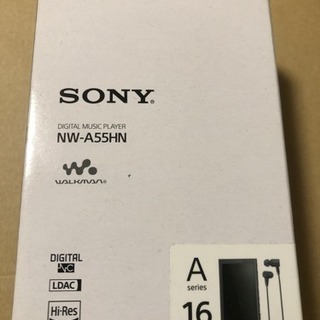 SONY
DIGITAL MUSIC PLAYER
NW-A55HN
WALKMAN
DIGITAL
NC
LDAC
Hi-Res
A
series
16